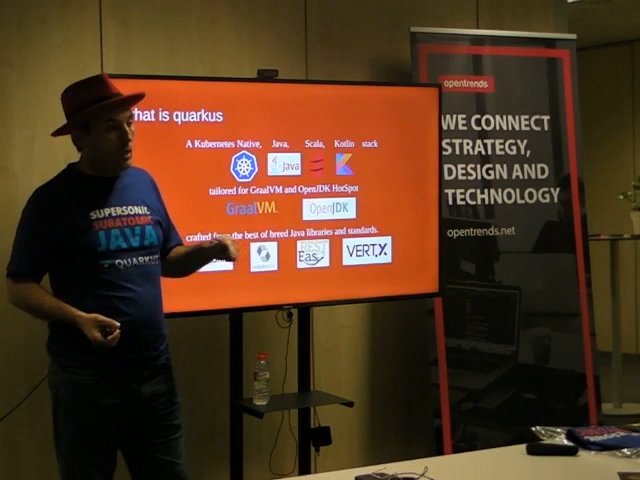 hat is quarkus
A Kubernetes Native, Java, Scala, Kotlin stack
Java
tailored for GraalVM and OpenJDK HotSpot
GraalVM.
OpenJDK
crafted from the best of breed Java libraries and standards.
REST
Eas
VERT.X
SUPERSONIC
SUBATOMIC
JAVA
QUARKUS
opentrends
WE CONNECT
STRATEGY,
DESIGN AND
TECHNOLOGY
opentrends.net